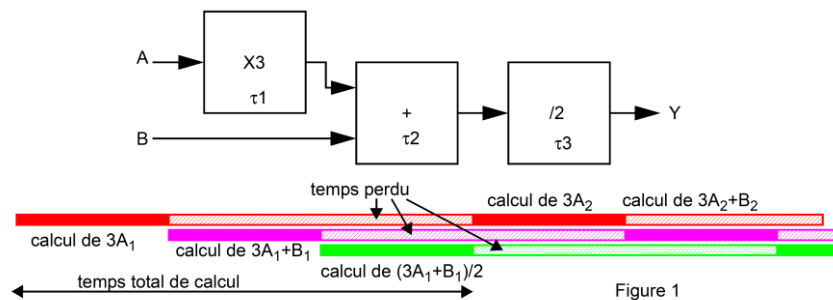 A
X3
τ1
B
+
τ2
/2
τ3
Y
temps perdu
calcul de 3A₂
calcul de 3A₂+B₂
calcul de 3A₁
calcul de 3A₁+B₁
calcul de (3A₁+B₁)/2
temps total de calcul
Figure 1